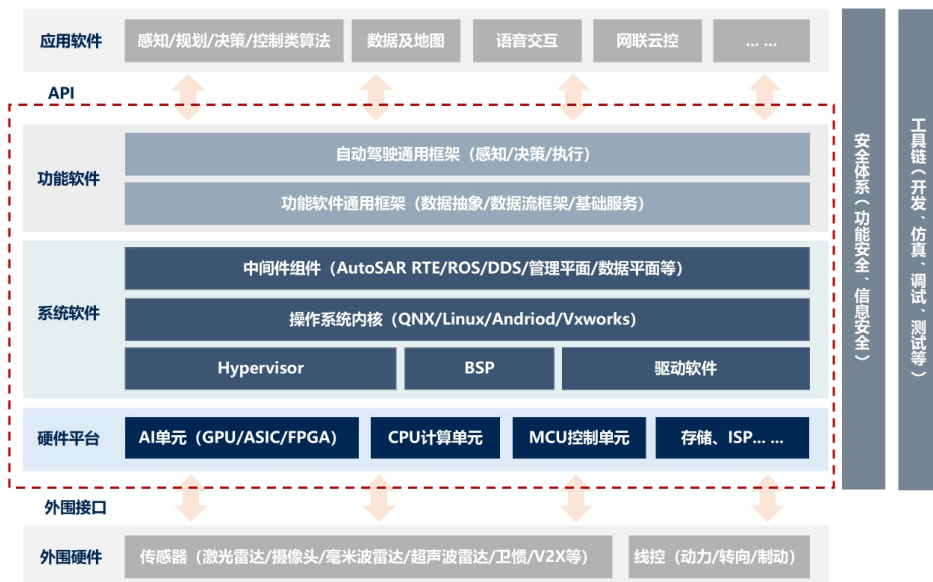 应用软件
感知/规划/决策/控制类算法
数据及地图
语音交互
网联云控
... ...
API
功能软件
自动驾驶通用框架（感知/决策/执行）
功能软件通用框架（数据抽象/数据流框架/基础服务）
系统软件
中间件组件（AutoSAR RTE/ROS/DDS/管理平面/数据平面等）
操作系统内核（QNX/Linux/Andriod/Vxworks）
Hypervisor
BSP
驱动软件
硬件平台
AI单元（GPU/ASIC/FPGA）
CPU计算单元
MCU控制单元
存储、ISP... ...
外围接口
外围硬件
传感器（激光雷达/摄像头/毫米波雷达/超声波雷达/卫惯/V2X等）
线控（动力/转向/制动）
安全体系（功能安全、信息安全）
工具链（开发、仿真、调试、测试等）